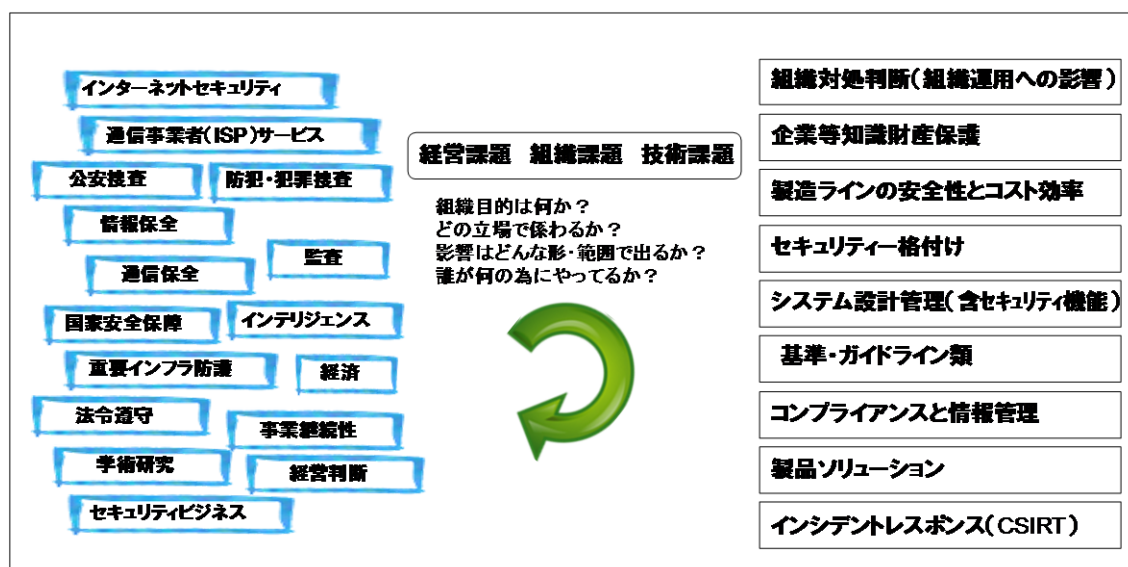 インターネットセキュリティ
通信事業者(ISP)サービス
公安捜査
防犯・犯罪捜査
情報保全
監査
通信保全
国家安全保障
インテリジェンス
重要インフラ防護
経済
法令遵守
事業継続性
学術研究
経営判断
セキュリティビジネス
経営課題 組織課題 技術課題
組織目的は何か?
どの立場で係わるか?
影響はどんな形・範囲で出るか?
誰が何の為にやってるか?
組織対処判断(組織運用への影響)
企業等知識財産保護
製造ラインの安全性とコスト効率
セキュリティー格付け
システム設計管理(含セキュリティ機能)
基準・ガイドライン類
コンプライアンスと情報管理
製品ソリューション
インシデントレスポンス(CSIRT)